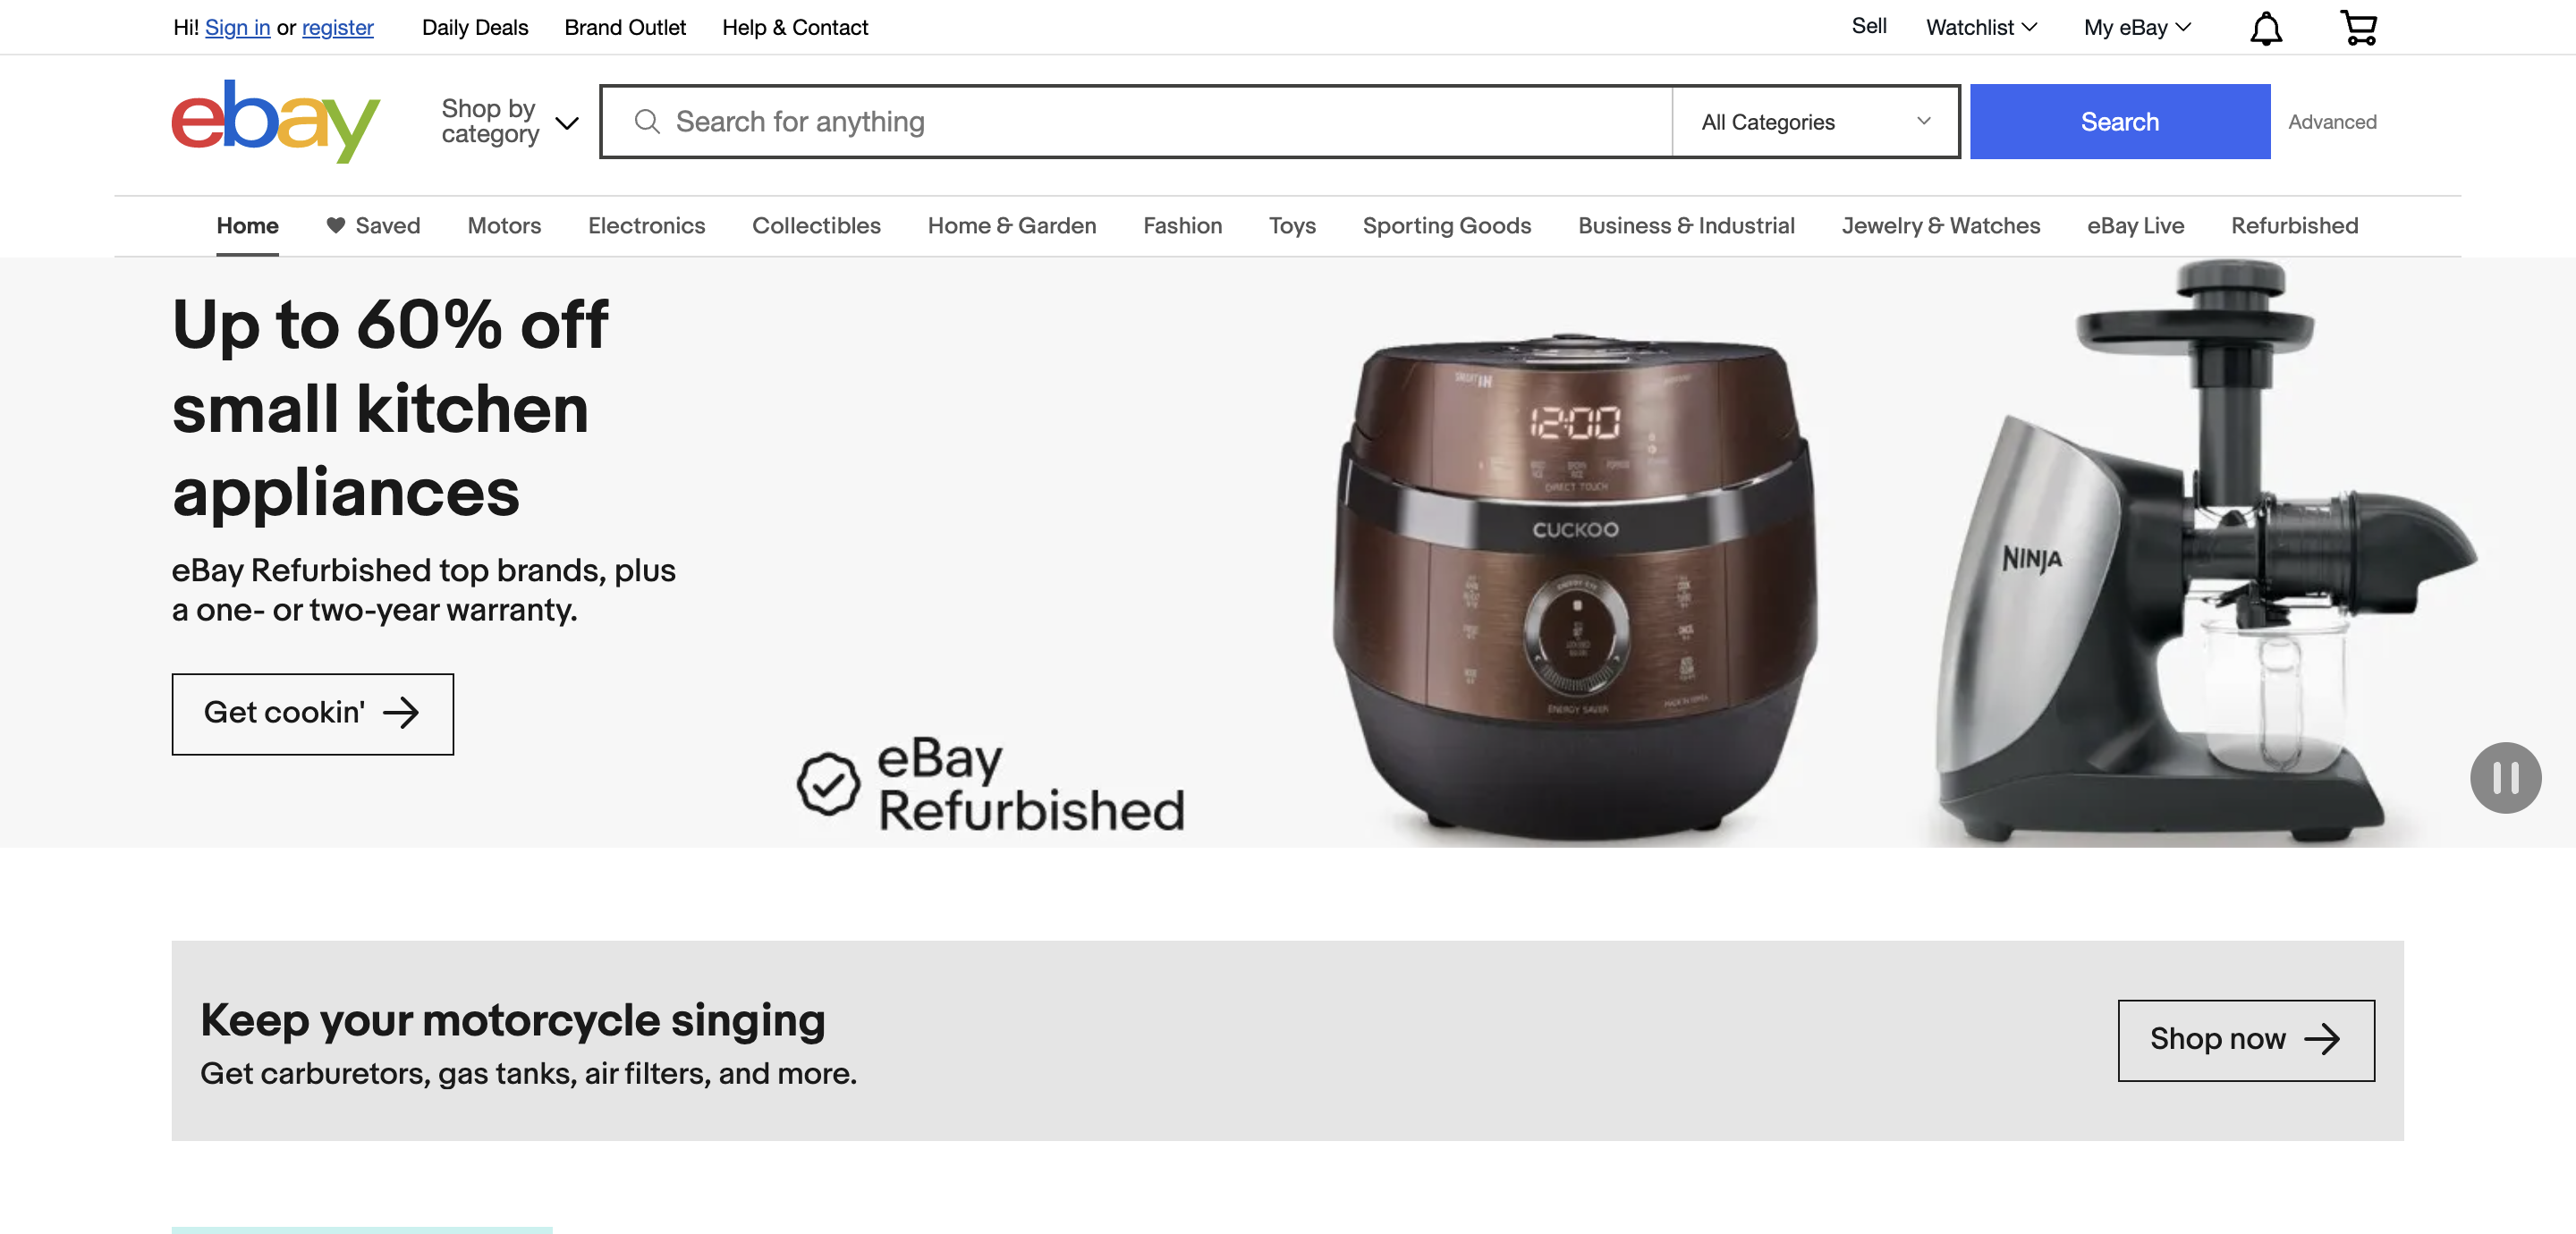 Hi! Sign in or register Daily Deals Brand Outlet Help & Contact Sell Watchlist My eBay
ebay
Shop by
category
Search for anything
All Categories
Search
Advanced
Home Saved Motors Electronics Collectibles Home & Garden Fashion Toys Sporting Goods Business & Industrial Jewelry & Watches eBay Live Refurbished
Up to 60% off
small kitchen
appliances
eBay Refurbished top brands, plus
a one- or two-year warranty.
Get cookin'
eBay
Refurbished
12:00
DIRECT TOUCH
CUCKOO
ENERGY SAVER
NINJA
Keep your motorcycle singing
Get carburetors, gas tanks, air filters, and more.
Shop now